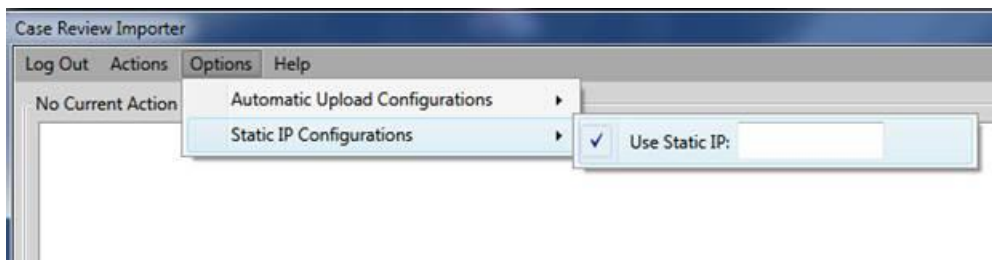 Case Review Importer
Log Out Actions Options Help
No Current Action
Automatic Upload Configurations
Static IP Configurations
Use Static IP: